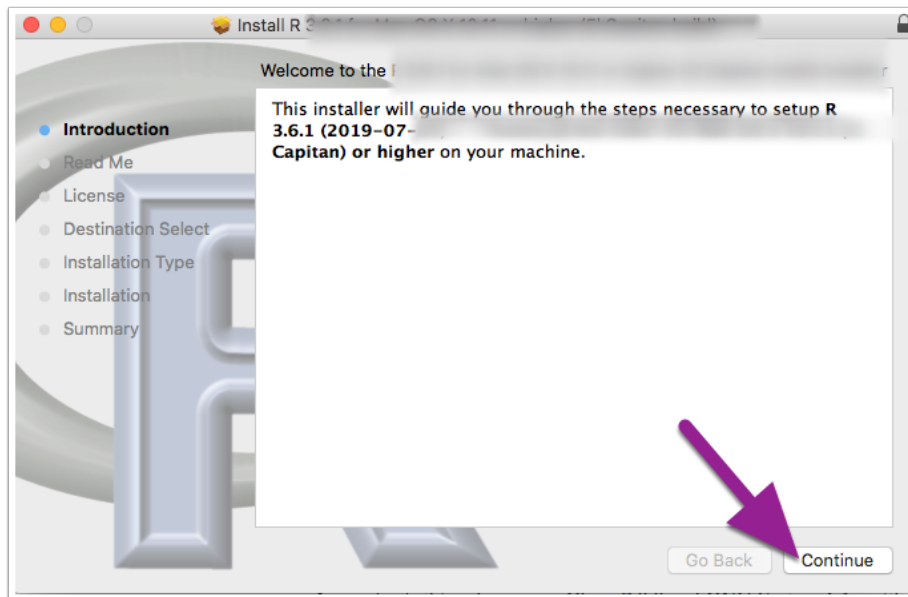 Install R
Welcome to the
This installer will guide you through the steps necessary to setup R
3.6.1 (2019-07-
Capitan) or higher on your machine.
Introduction
Read Me
License
Destination Select
Installation Type
Installation
Summary
Go Back
Continue